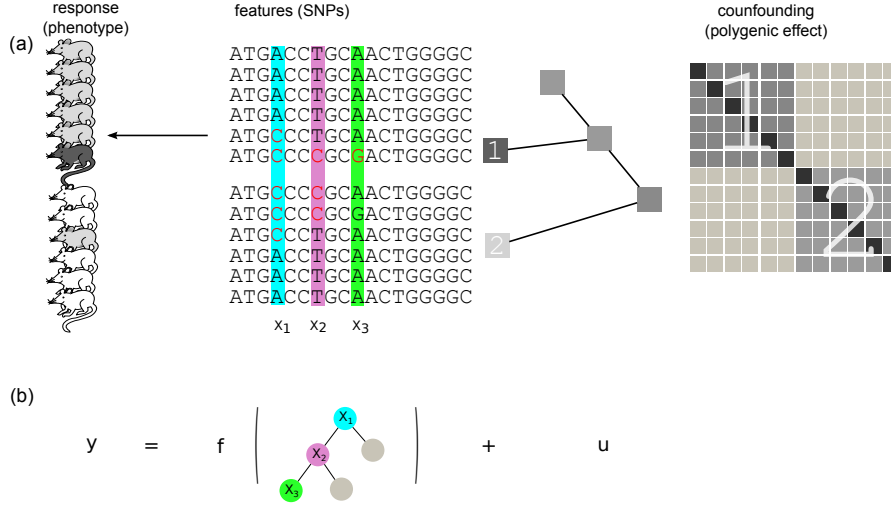 response
(phenotype)
features (SNPs)
counfounding
(polygenic effect)
(a)
ATGACCTGCAACTGGGGC
ATGACCTGCAACTGGGGC
ATGACCTGCAACTGGGGC
ATGACCTGCAACTGGGGC
ATGCCCTGCAACTGGGGC
ATGCCCCGCGACTGGGGC
ATGCCCCGCAACTGGGGC
ATGCCCCGCGACTGGGGC
ATGCCCTGCAACTGGGGC
ATGACCTGCAACTGGGGC
ATGACCTGCAACTGGGGC
ATGACCTGCAACTGGGGC
x1 x2 x3
1
2
1
2
(b)
y = f ( X1 X2 X3 ) + u